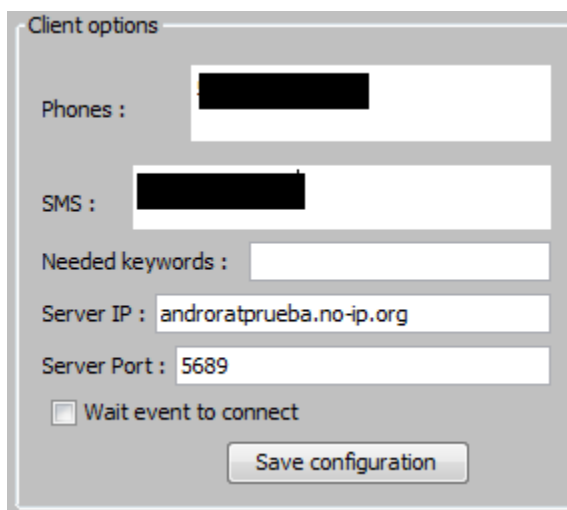 Client options
Phones :
SMS :
Needed keywords :
Server IP : androratprueba.no-ip.org
Server Port : 5689
Wait event to connect
Save configuration